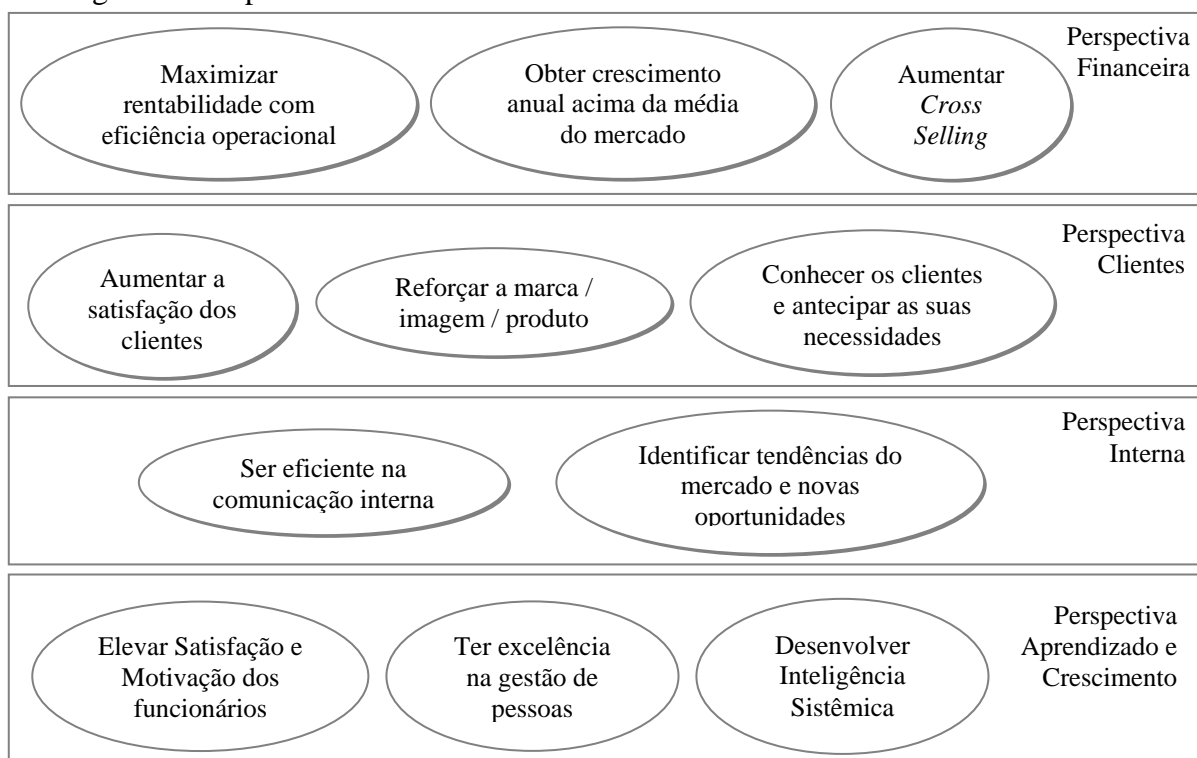 Perspectiva
Financeira
Maximizar
rentabilidade com
eficiência operacional
Obter crescimento
anual acima da média
do mercado
Aumentar
Cross
Selling
Perspectiva
Clientes
Aumentar a
satisfação dos
clientes
Reforçar a marca /
imagem / produto
Conhecer os clientes
e antecipar as suas
necessidades
Perspectiva
Interna
Ser eficiente na
comunicação interna
Identificar tendências do
mercado e novas
oportunidades
Perspectiva
Aprendizado e
Crescimento
Elevar Satisfação e
Motivação dos
funcionários
Ter excelência
na gestão de
pessoas
Desenvolver
Inteligência
Sistêmica